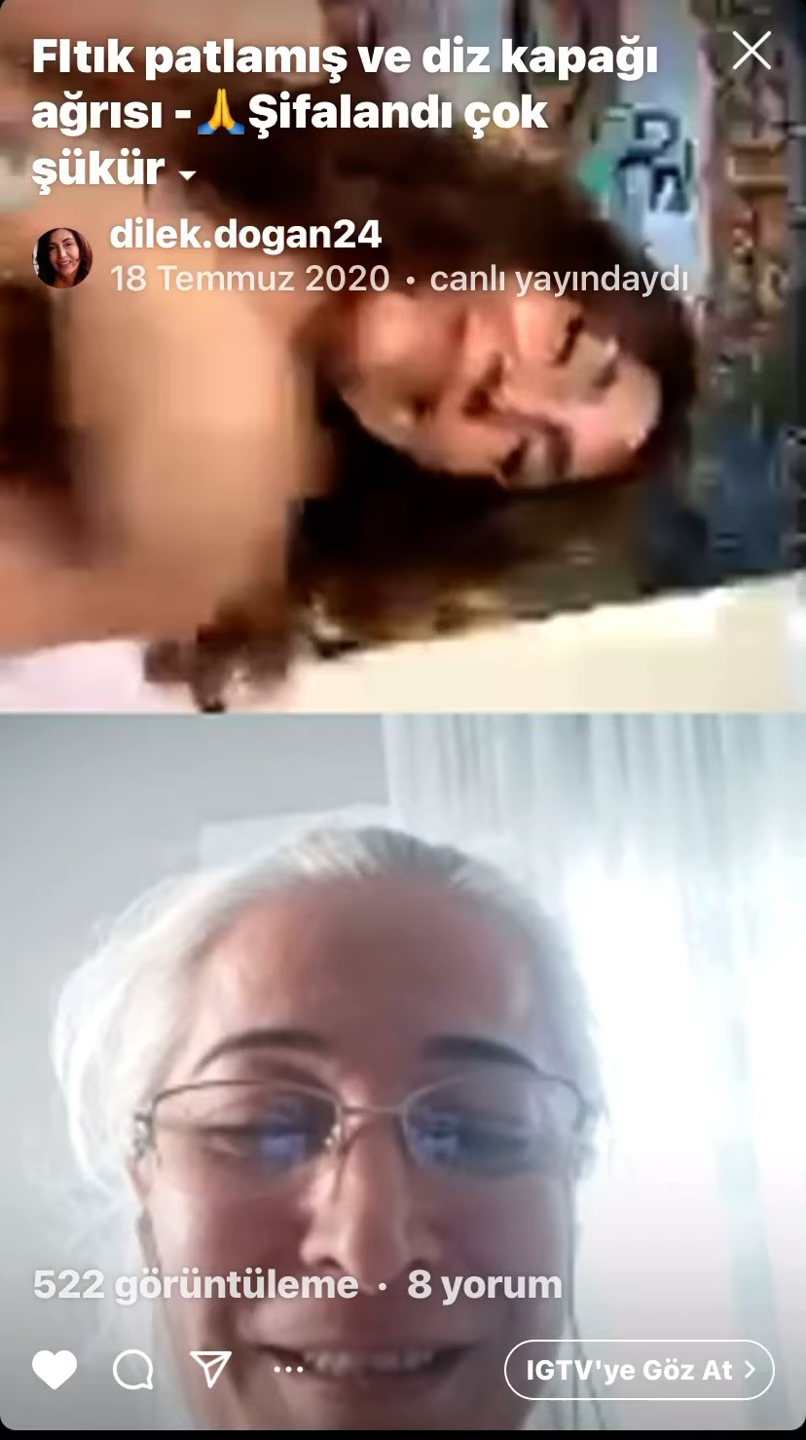 FItık patlamış ve diz kapağı
ağrısı -🙏Şifalandı çok
şükür
dilek.dogan24
18 Temmuz 2020 • canlı yayındaydı
522 görüntüleme • 8 yorum
IGTV'ye Göz At